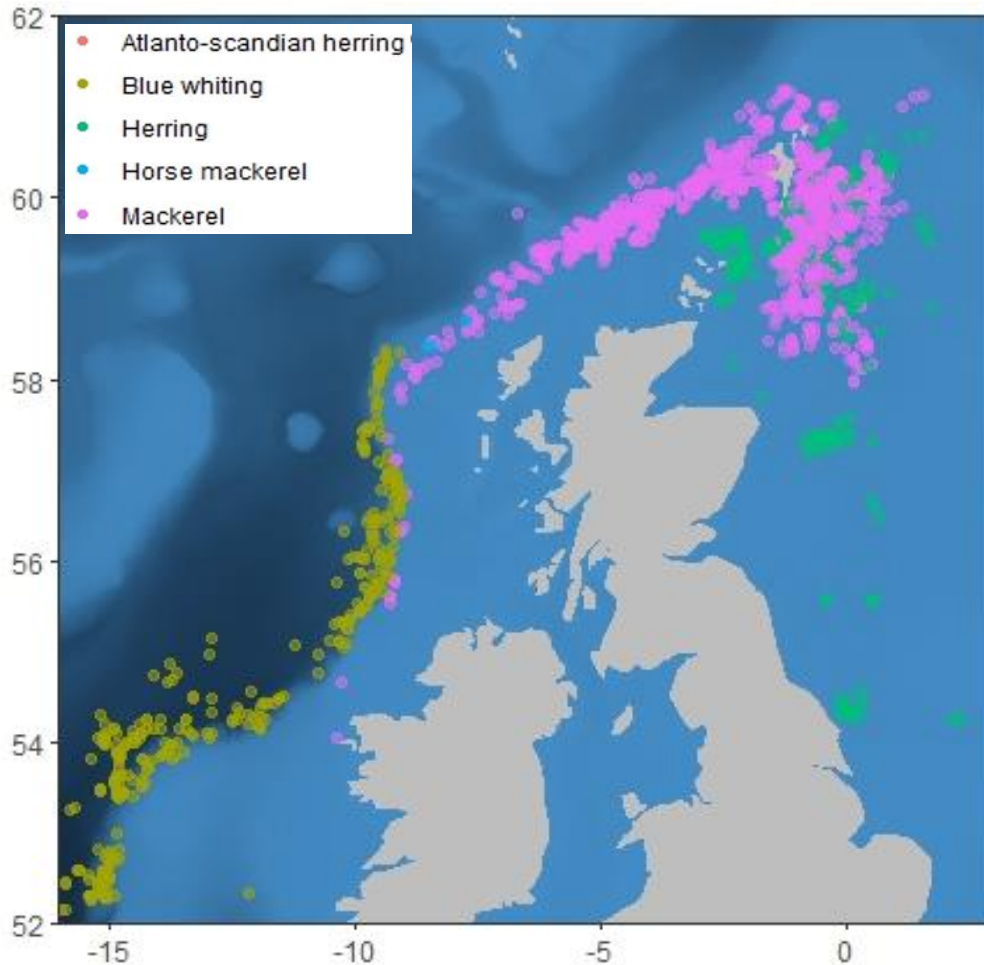 62
Atlanto-scandian herring
Blue whiting
Herring
Horse mackerel
Mackerel
60
58
56
54
52
-15 -10 -5 0